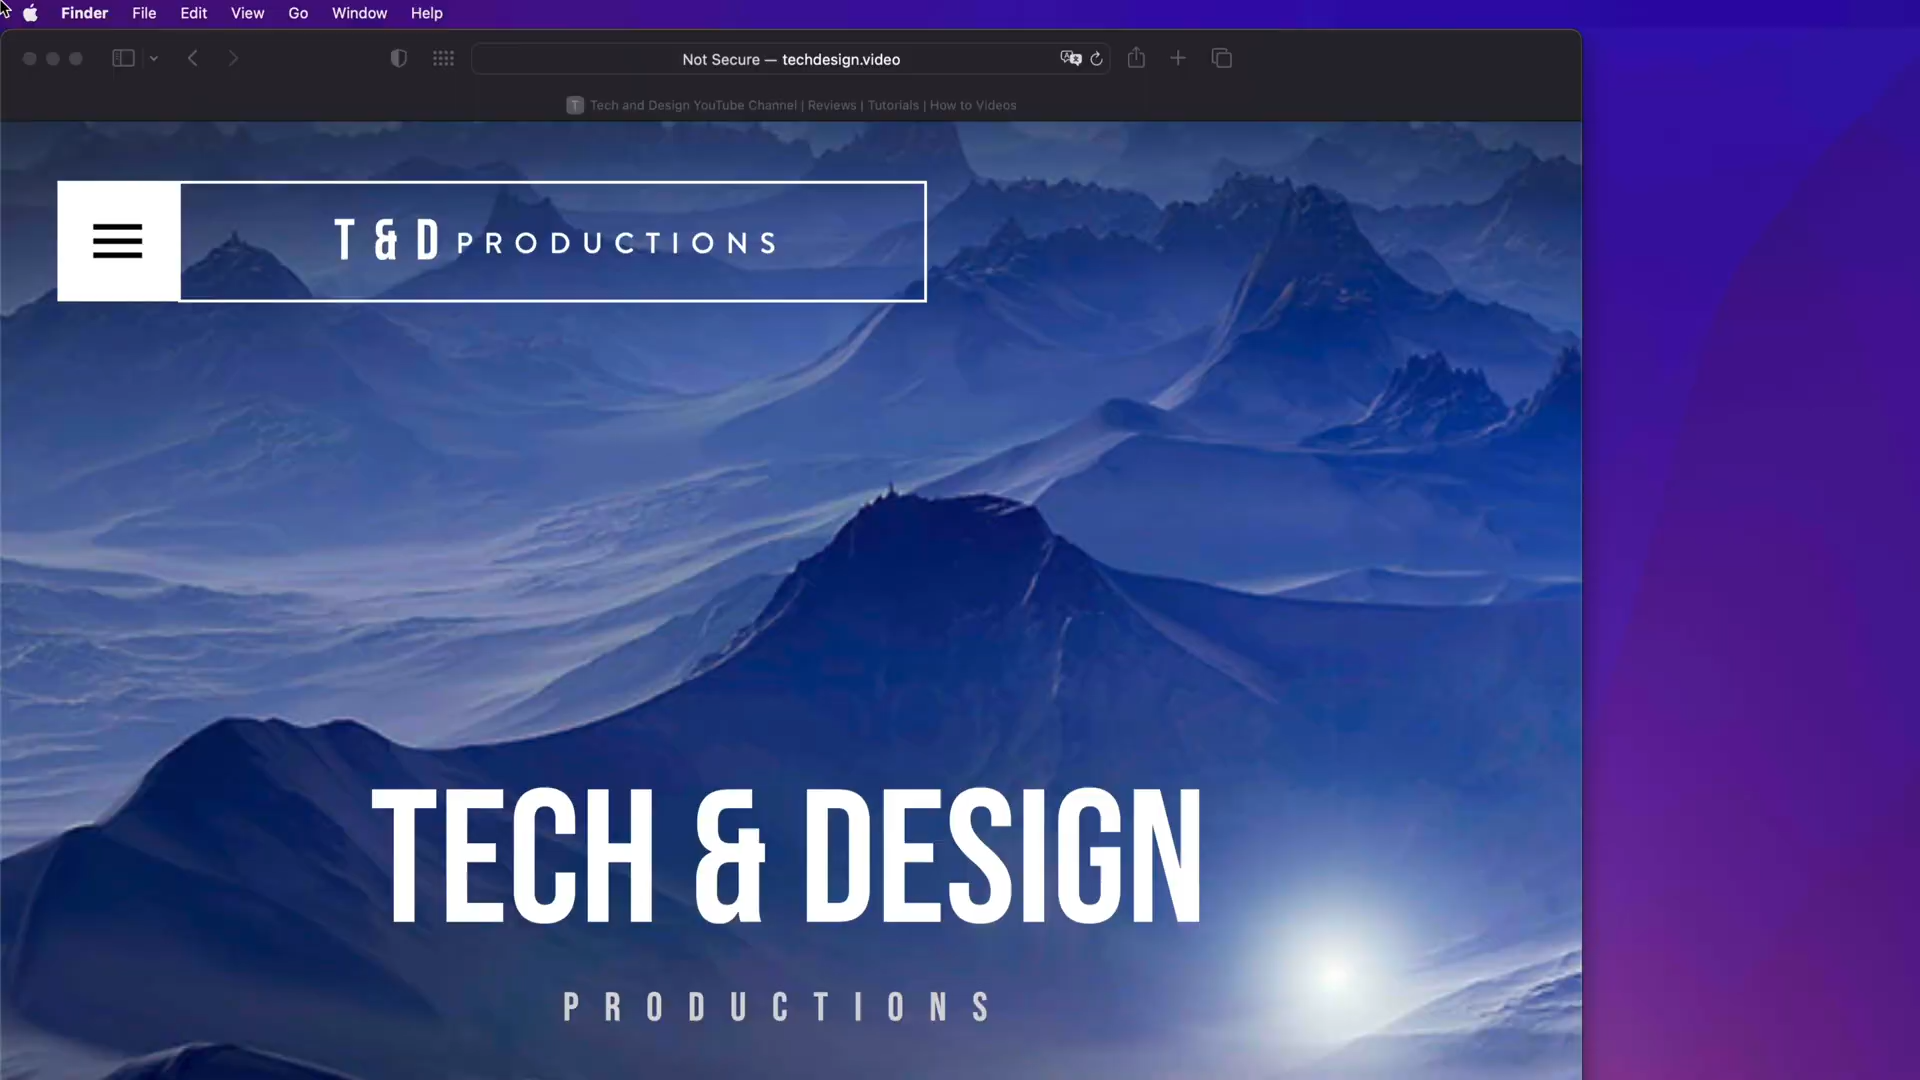 Finder File Edit View Go Window Help
Not Secure — techdesign.video
T Tech and Design YouTube Channel | Reviews | Tutorials | How to Videos
T & D PRODUCTIONS
TECH & DESIGN
PRODUCTIONS